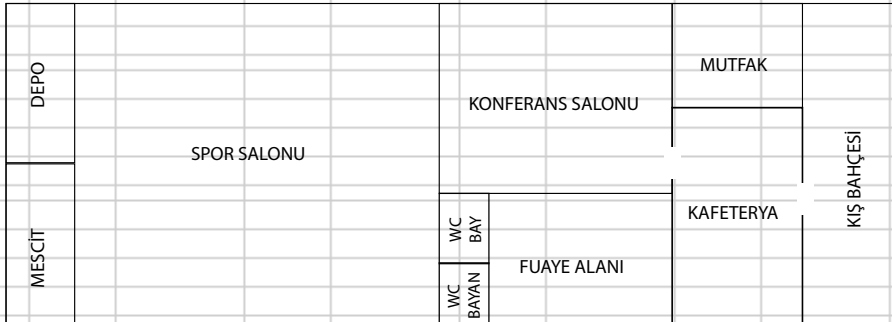 DEPO
MESCİT
SPOR SALONU
KONFERANS SALONU
WC
BAY
WC
BAYAN
FUAYE ALANI
MUTFAK
KAFETERYA
KIŞ BAHÇESİ